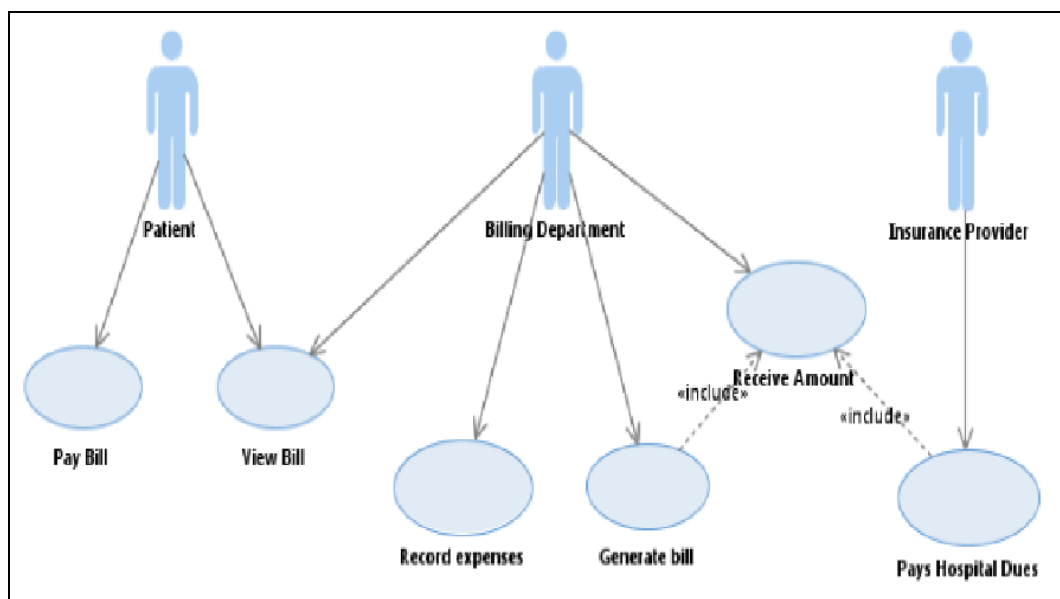 Patient
Billing Department
Insurance Provider
Receive Amount
«include»
«include»
Pay Bill
View Bill
Record expenses
Generate bill
Pays Hospital Dues